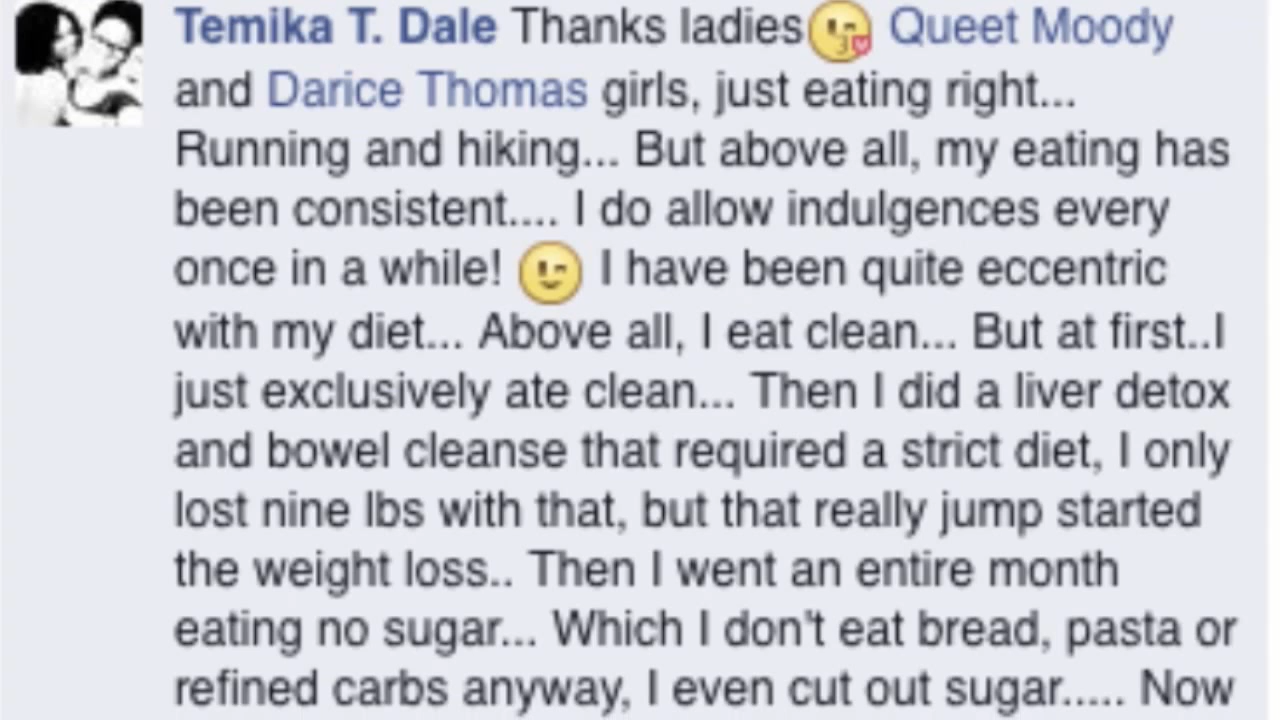 Temika T. Dale Thanks ladies😘 Queet Moody
and Darice Thomas girls, just eating right...
Running and hiking... But above all, my eating has
been consistent.... I do allow indulgences every
once in a while! 😉 I have been quite eccentric
with my diet... Above all, I eat clean... But at first..I
just exclusively ate clean... Then I did a liver detox
and bowel cleanse that required a strict diet, I only
lost nine lbs with that, but that really jump started
the weight loss.. Then I went an entire month
eating no sugar... Which I don't eat bread, pasta or
refined carbs anyway, I even cut out sugar..... Now